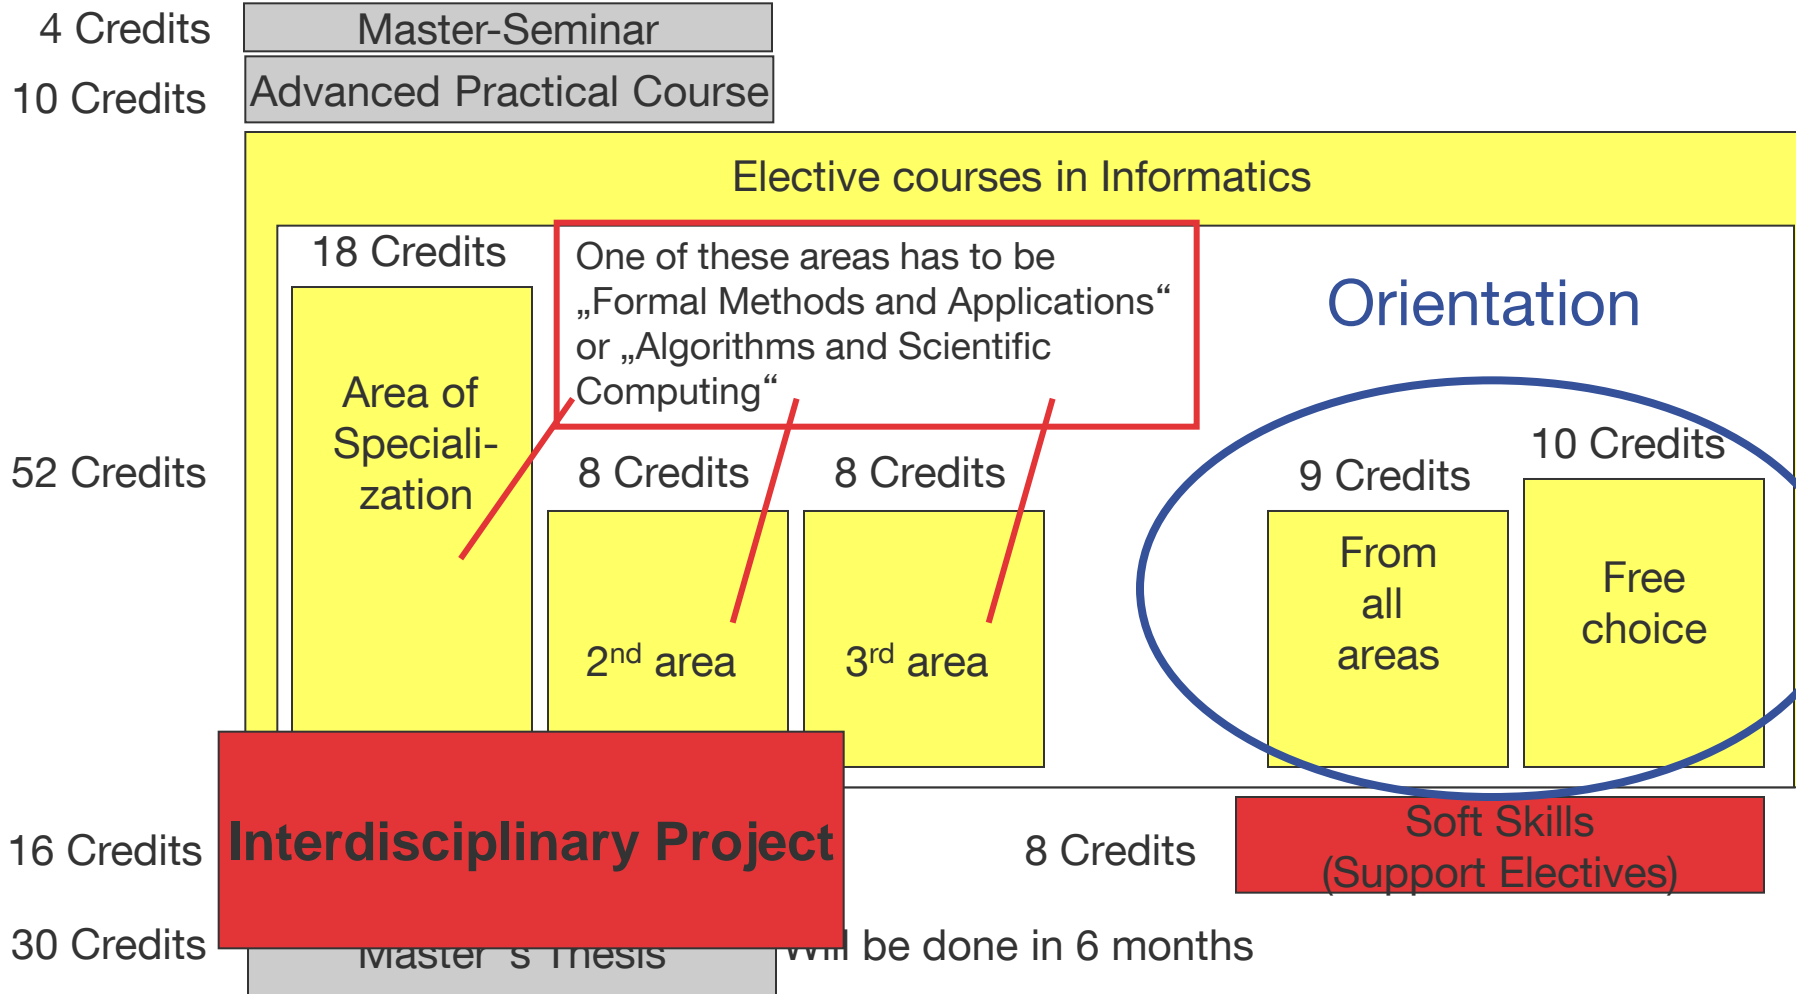 4 Credits
Master-Seminar
10 Credits
Advanced Practical Course
Elective courses in Informatics
18 Credits
One of these areas has to be
„Formal Methods and Applications“
or „Algorithms and Scientific
Computing“
Orientation
Area of
Speciali-
zation
52 Credits
8 Credits
8 Credits
9 Credits
10 Credits
From
all
areas
Free
choice
2nd area
3rd area
16 Credits
Interdisciplinary Project
8 Credits
Soft Skills
(Support Electives)
30 Credits
Master´s Thesis
Will be done in 6 months